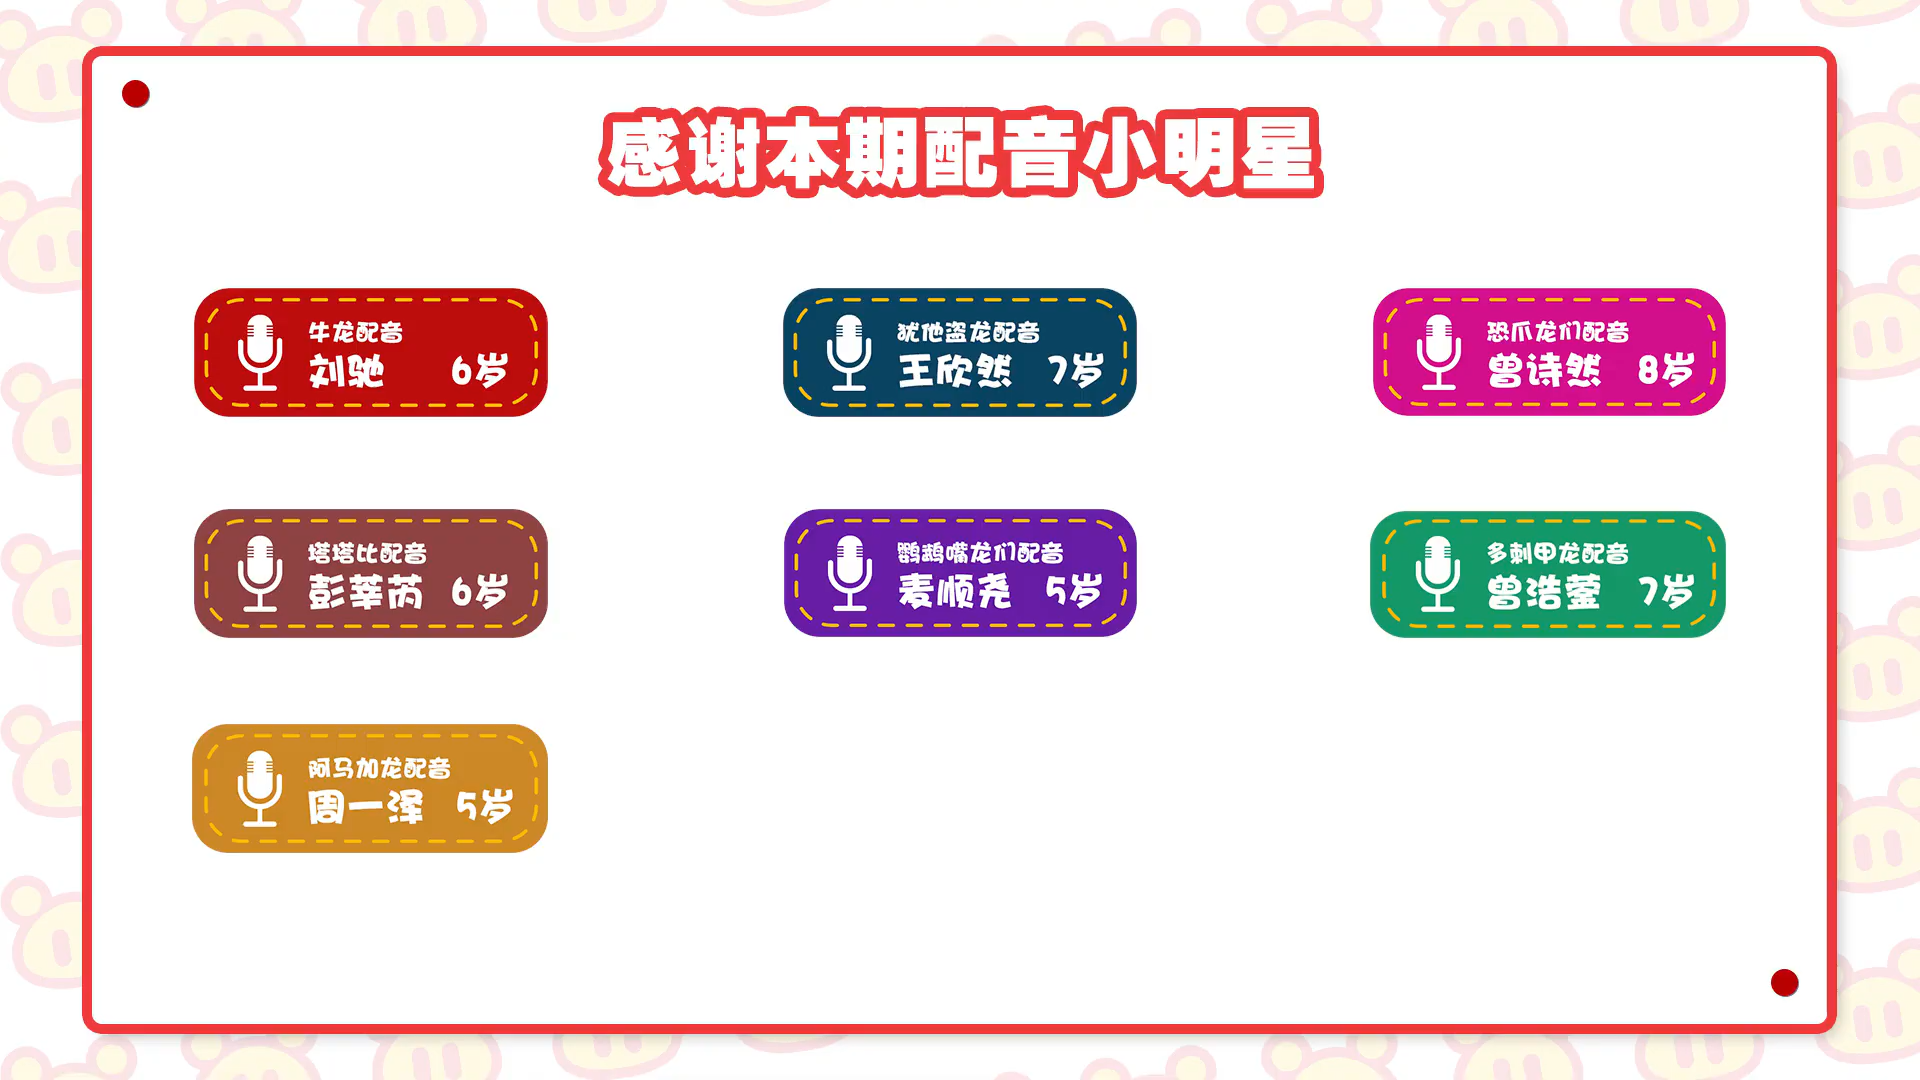 感谢本期配音小明星
牛龙配音
刘驰 6岁
犹他盗龙配音
王欣然 7岁
恐爪龙们配音
曾诗然 8岁
塔塔比配音
彭莘芮 6岁
鹦鹉嘴龙们配音
麦顺尧 5岁
多刺甲龙配音
曾浩蓥 7岁
阿马加龙配音
周一泽 5岁